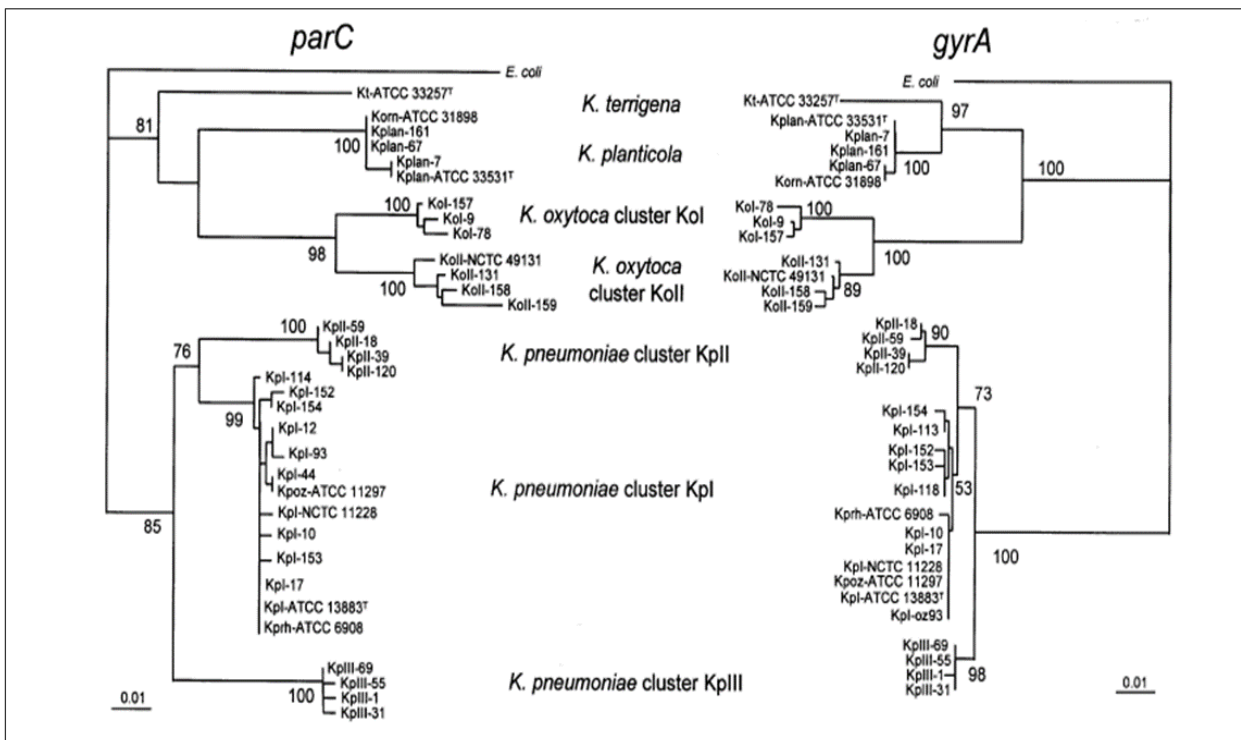 parC
gyrA
E. coli
Kt-ATCC 33257ᵀ
81
Korn-ATCC 31898
Kplan-161
Kplan-67
100
Kplan-7
Kplan-ATCC 33531ᵀ
KoI-157
100
KoI-9
KoI-78
98
KoII-NCTC 49131
KoII-131
100
KoII-158
KoII-159
KpII-59
100
KpII-18
KpII-39
KpII-120
76
KpI-114
KpI-152
KpI-154
99
KpI-12
KpI-93
KpI-44
Kpoz-ATCC 11297
KpI-NCTC 11228
KpI-10
KpI-153
KpI-17
KpI-ATCC 13883ᵀ
Kprh-ATCC 6908
85
KpIII-69
KpIII-55
100
KpIII-1
KpIII-31
0.01
K. terrigena
K. planticola
K. oxytoca cluster KoI
K. oxytoca
cluster KoII
K. pneumoniae cluster KpII
K. pneumoniae cluster KpI
K. pneumoniae cluster KpIII
E. coli
Kt-ATCC 33257ᵀ
97
Kplan-ATCC 33531ᵀ
Kplan-7
Kplan-161
Kplan-67
100
Korn-ATCC 31898
100
KoI-78
100
KoI-9
KoI-157
100
KoII-131
KoII-NCTC 49131
89
KoII-158
KoII-159
KpII-18
90
KpII-59
KpII-39
KpII-120
73
KpI-154
KpI-113
KpI-152
KpI-153
53
KpI-118
Kprh-ATCC 6908
KpI-10
KpI-17
100
KpI-NCTC 11228
Kpoz-ATCC 11297
KpI-ATCC 13883ᵀ
KpI-oz93
KpIII-69
KpIII-55
98
KpIII-1
KpIII-31
0.01